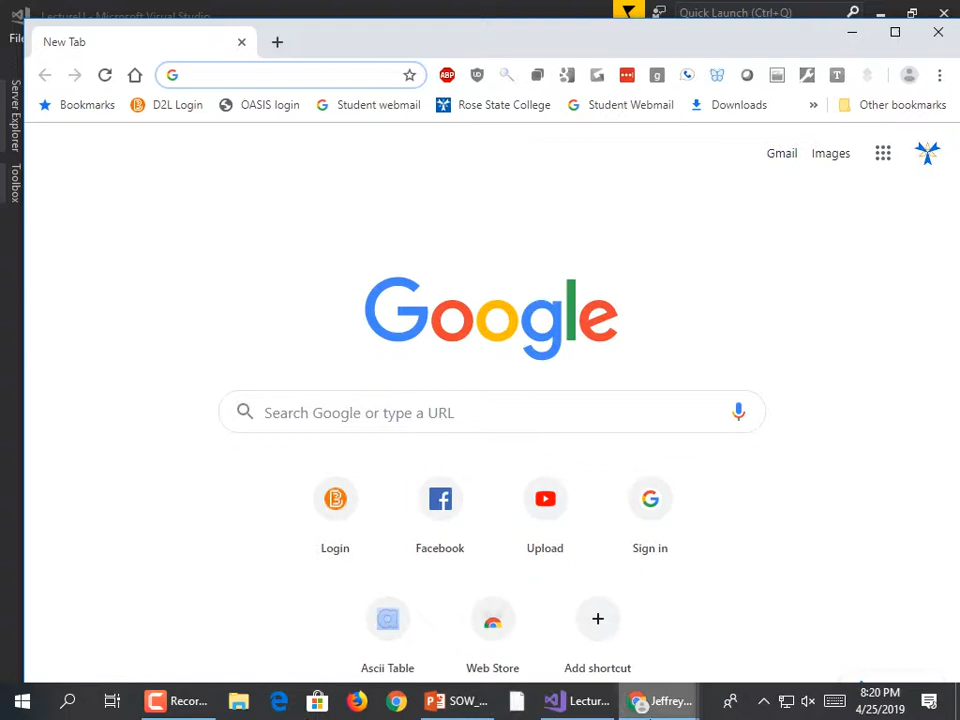 LectureU - Microsoft Visual Studio
Quick Launch (Ctrl+Q)
File
New Tab
ABP
Bookmarks
D2L Login
OASIS login
Student webmail
Rose State College
Student Webmail
Downloads
»
Other bookmarks
Server Explorer
Toolbox
Gmail
Images
Google
Search Google or type a URL
Login
Facebook
Upload
Sign in
Ascii Table
Web Store
Add shortcut
Recor...
SOW_...
Lectur...
Jeffrey...
8:20 PM
4/25/2019